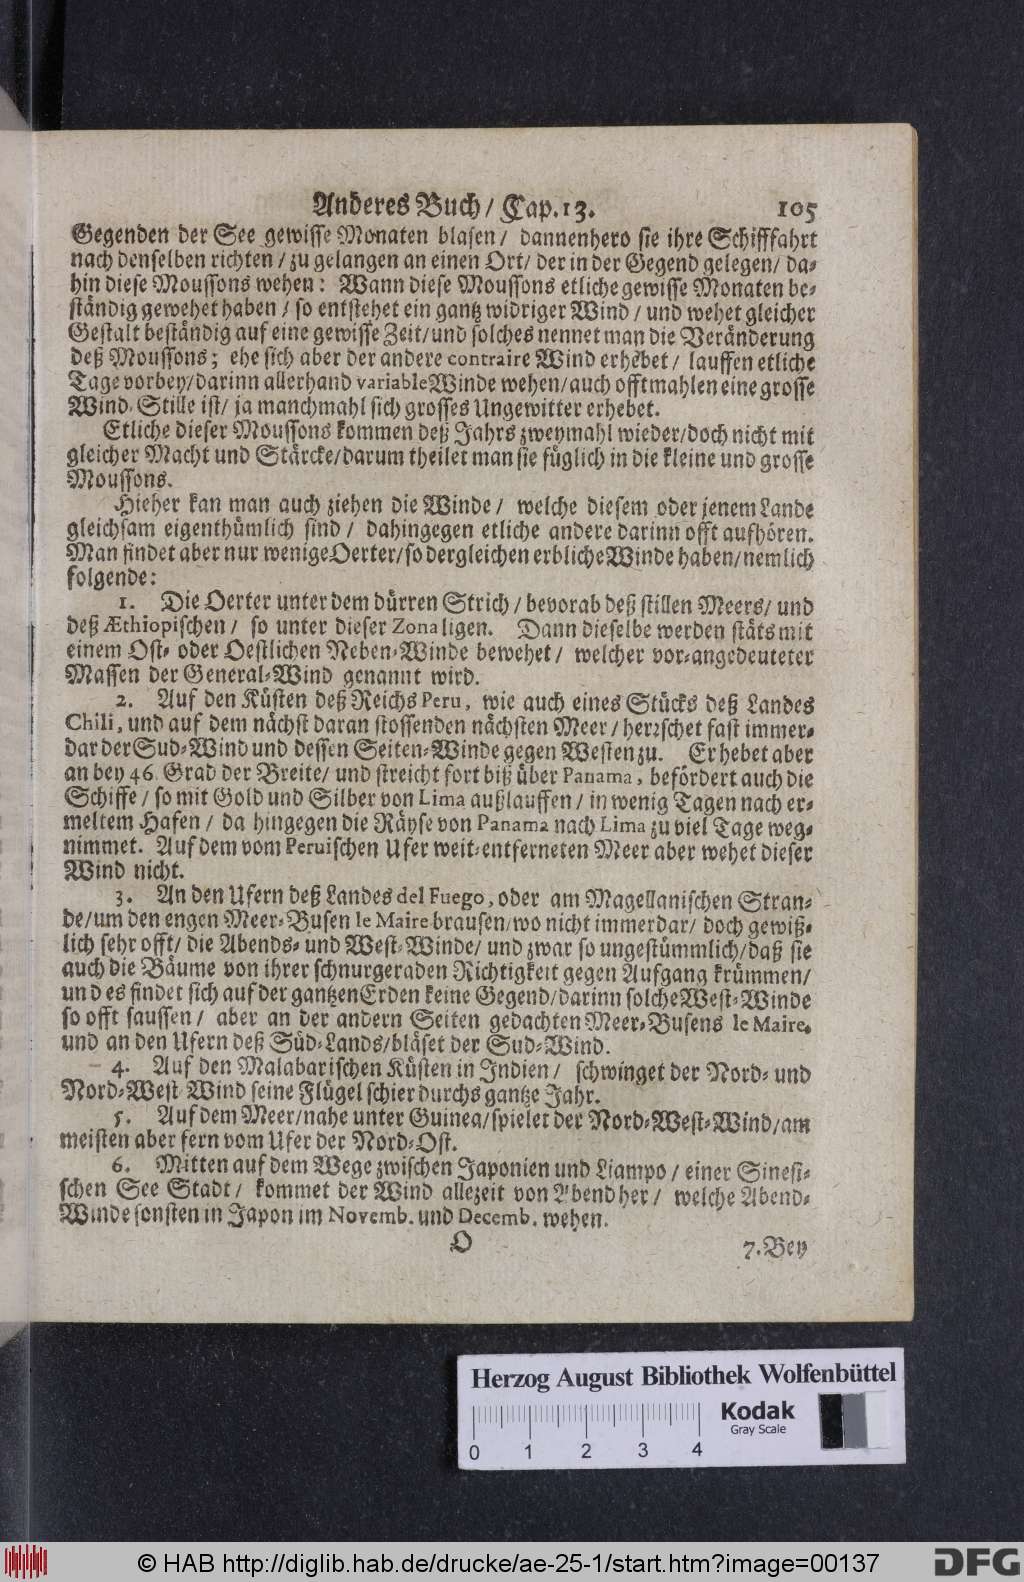 Anderes Buch / Cap. 13. 105
Gegenden der See gewisse Monaten blasen / dannenhero sie ihre Schifffahrt
nach denselben richten / zu gelangen an einen Ort / der in der Gegend gelegen / da-
hin diese Moussons wehen: Wann diese Moussons etliche gewisse Monaten be-
ständig gewehet haben / so entstehet ein gantz widriger Wind / und wehet gleicher
Gestalt beständig auf eine gewisse Zeit / und solches nennet man die Veränderung
deß Moussons; ehe sich aber der andere contraire Wind erhebet / lauffen etliche
Tage vorbey / darinn allerhand variable Winde wehen / auch offtmahlen eine grosse
Wind-Stille ist / ja manchmahl sich grosses Ungewitter erhebet.
Etliche dieser Moussons kommen deß Jahrs zweymahl wieder / doch nicht mit
gleicher Macht und Stärcke / darum theilet man sie füglich in die kleine und grosse
Moussons.
Hieher kan man auch ziehen die Winde / welche diesem oder jenem Lande
gleichsam eigenthümlich sind / dahingegen etliche andere darinn offt aufhören.
Man findet aber nur wenige Oerter / so dergleichen erbliche Winde haben / nemlich
folgende:
1. Die Oerter unter dem dürren Strich / bevorab deß stillen Meers / und
deß Æthiopischen / so unter dieser Zona ligen. Dann dieselbe werden stäts mit
einem Ost- oder Oestlichen Neben-Winde bewehet / welcher vor-angedeuteter
Massen der General-Wind genannt wird.
2. Auf den Küsten deß Reichs Peru, wie auch eines Stücks deß Landes
Chili, und auf dem nächst daran stossenden nächsten Meer / herrschet fast immer-
dar der Sud-Wind und dessen Seiten-Winde gegen Westen zu. Er hebet aber
an bey 46. Grad der Breite / und streicht fort biß über Panama, befördert auch die
Schiffe / so mit Gold und Silber von Lima außlauffen / in wenig Tagen nach er-
meltem Hafen / da hingegen die Räyse von Panama nach Lima zu viel Tage weg-
nimmet. Auf dem vom Peruischen Ufer weit-entferneten Meer aber wehet dieser
Wind nicht.
3. An den Ufern deß Landes del Fuego, oder am Magellanischen Stran-
de / um den engen Meer-Busen le Maire brausen / wo nicht immerdar / doch gewiß-
lich sehr offt / die Abends- und West-Winde / und zwar so ungestümmlich / daß sie
auch die Bäume von ihrer schnurgeraden Richtigkeit gegen Aufgang krümmen /
und es findet sich auf der gantzen Erden keine Gegend / darinn solche West-Winde
so offt saussen / aber an der andern Seiten gedachten Meer-Busens le Maire,
und an den Ufern deß Süd-Lands / bläset der Sud-Wind.
4. Auf den Malabarischen Küsten in Indien / schwinget der Nord- und
Nord-West-Wind seine Flügel schier durchs gantze Jahr.
5. Auf dem Meer / nahe unter Guinea / spielet der Nord-West-Wind / am
meisten aber fern vom Ufer der Nord-Ost.
6. Mitten auf dem Wege zwischen Japonien und Liampo / einer Sinesi-
schen See Stadt / kommet der Wind allezeit von Abend her / welche Abend-
Winde sonsten in Japon im Novemb. und Decemb. wehen.
O 7. Bey
Herzog August Bibliothek Wolfenbüttel
Kodak
Gray Scale
0 1 2 3 4
© HAB http://diglib.hab.de/drucke/ae-25-1/start.htm?image=00137
DFG